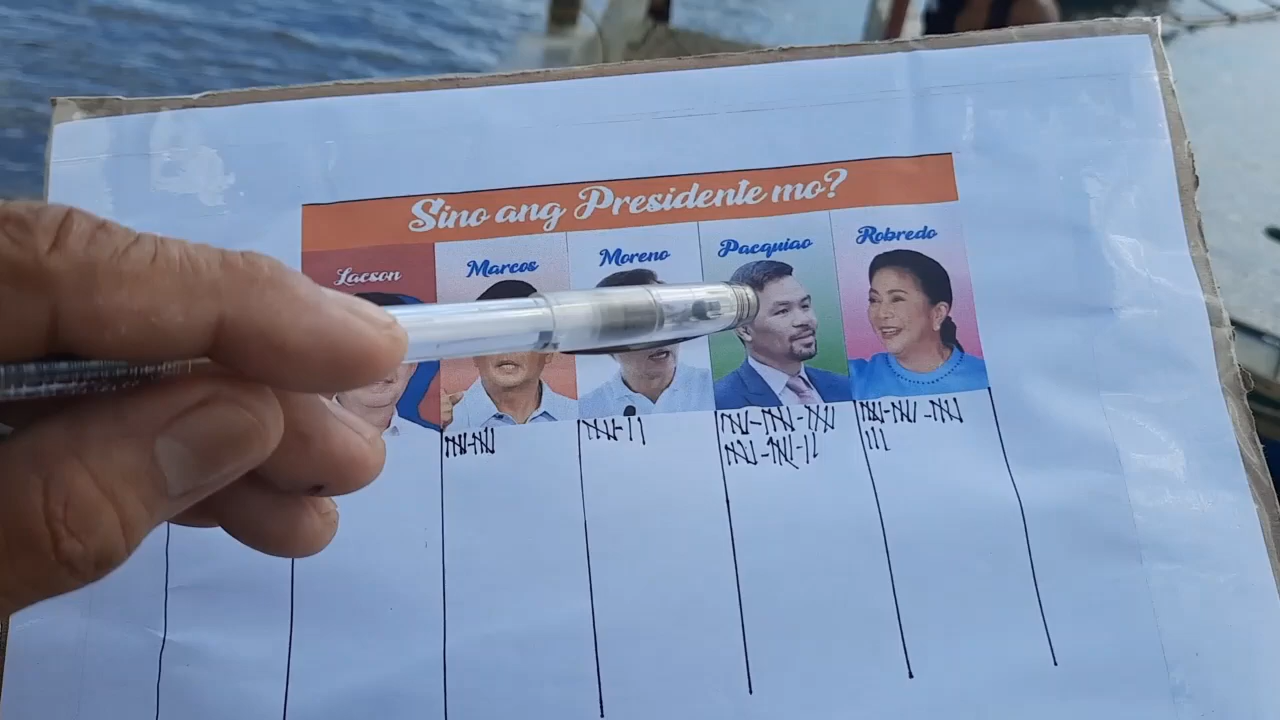 Sino ang Presidente mo?
Lacson
Marcos
Moreno
Pacquiao
Robredo